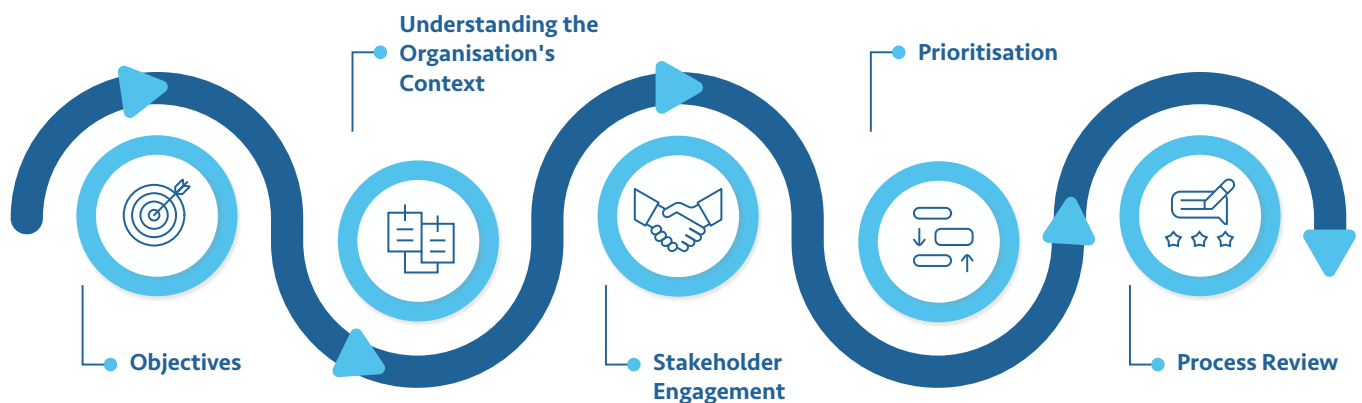 Objectives
Understanding the
Organisation's
Context
Stakeholder
Engagement
Prioritisation
Process Review